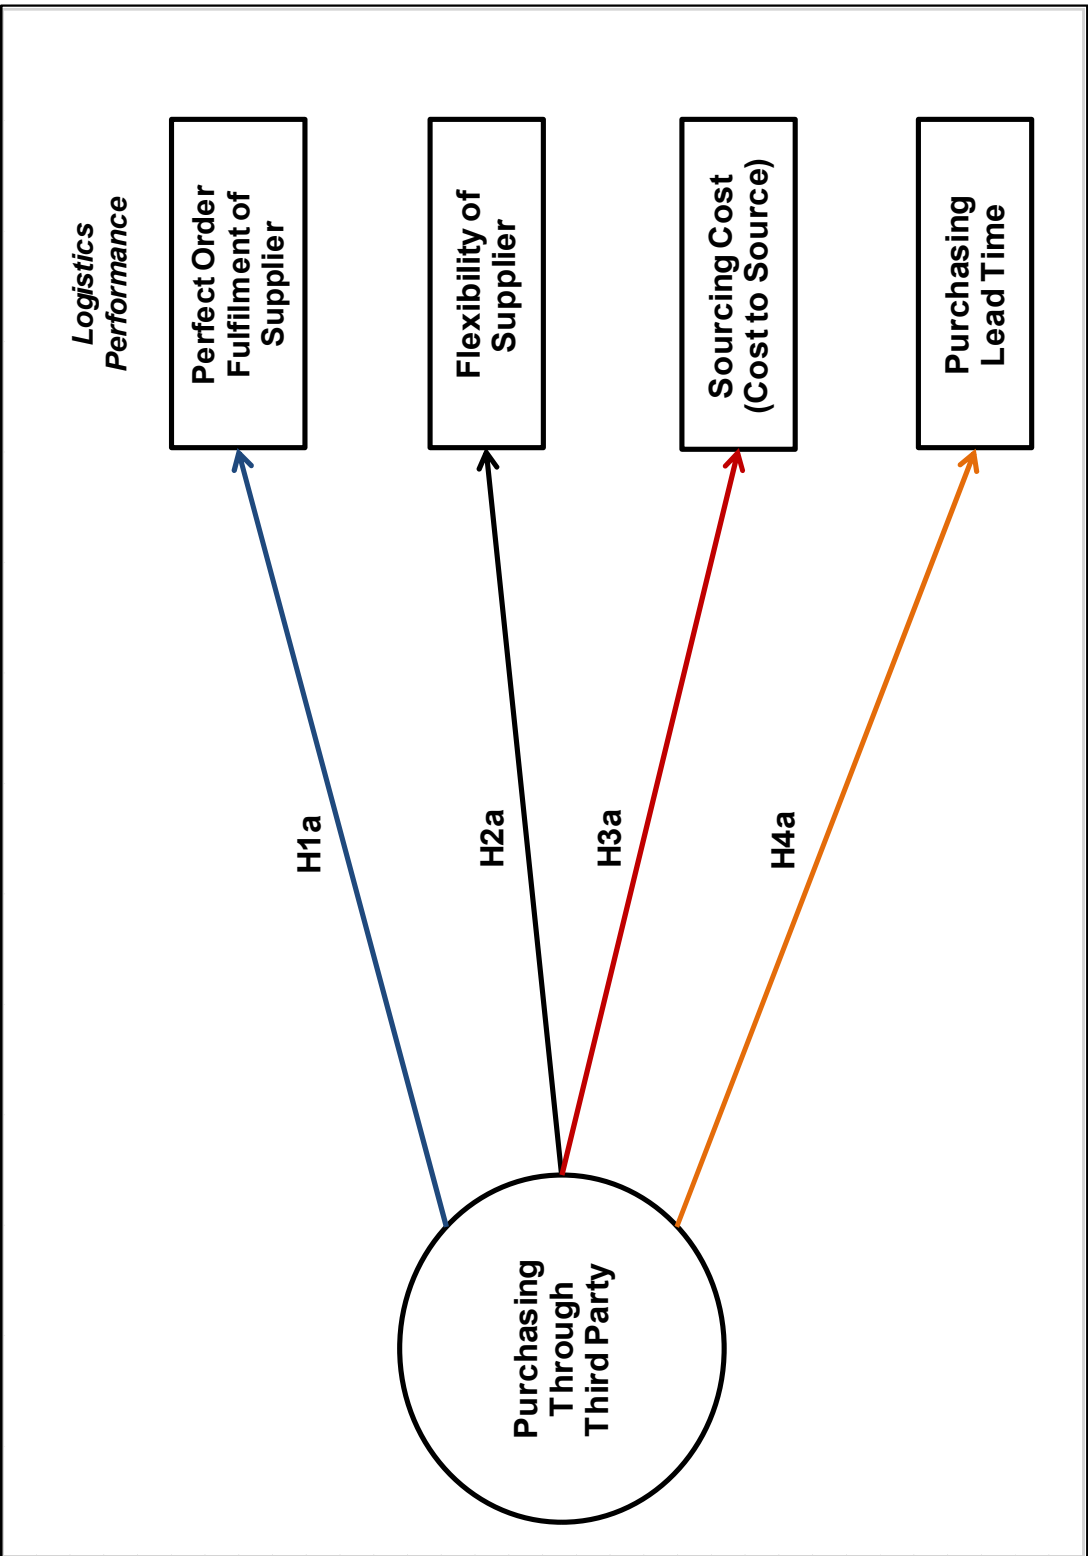 Logistics
Performance
Perfect Order
Fulfilment of
Supplier
Flexibility of
Supplier
Sourcing Cost
(Cost to Source)
Purchasing
Lead Time
H1a
H2a
H3a
H4a
Purchasing
Through
Third Party